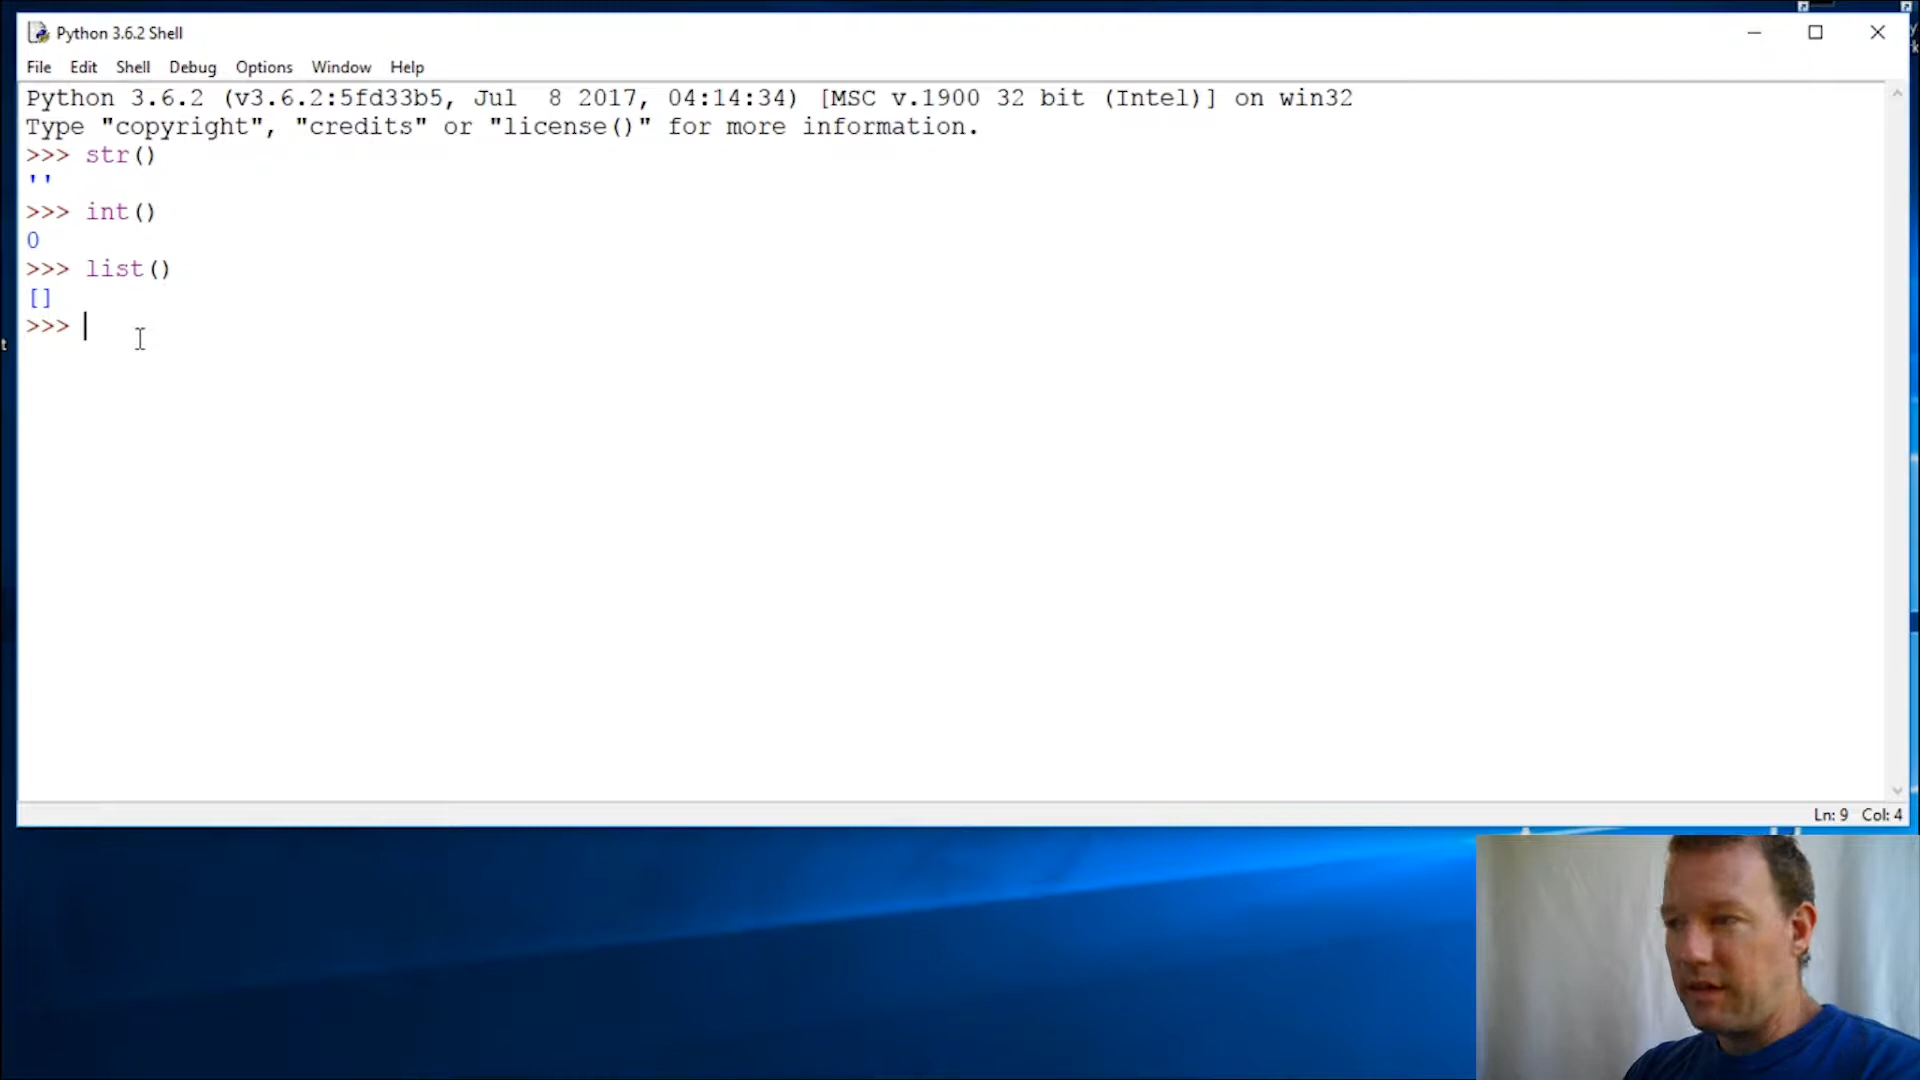 Python 3.6.2 Shell
File Edit Shell Debug Options Window Help
Python 3.6.2 (v3.6.2:5fd33b5, Jul  8 2017, 04:14:34) [MSC v.1900 32 bit (Intel)] on win32
Type "copyright", "credits" or "license()" for more information.
>>> str()
''
>>> int()
0
>>> list()
[]
>>>
Ln: 9 Col: 4